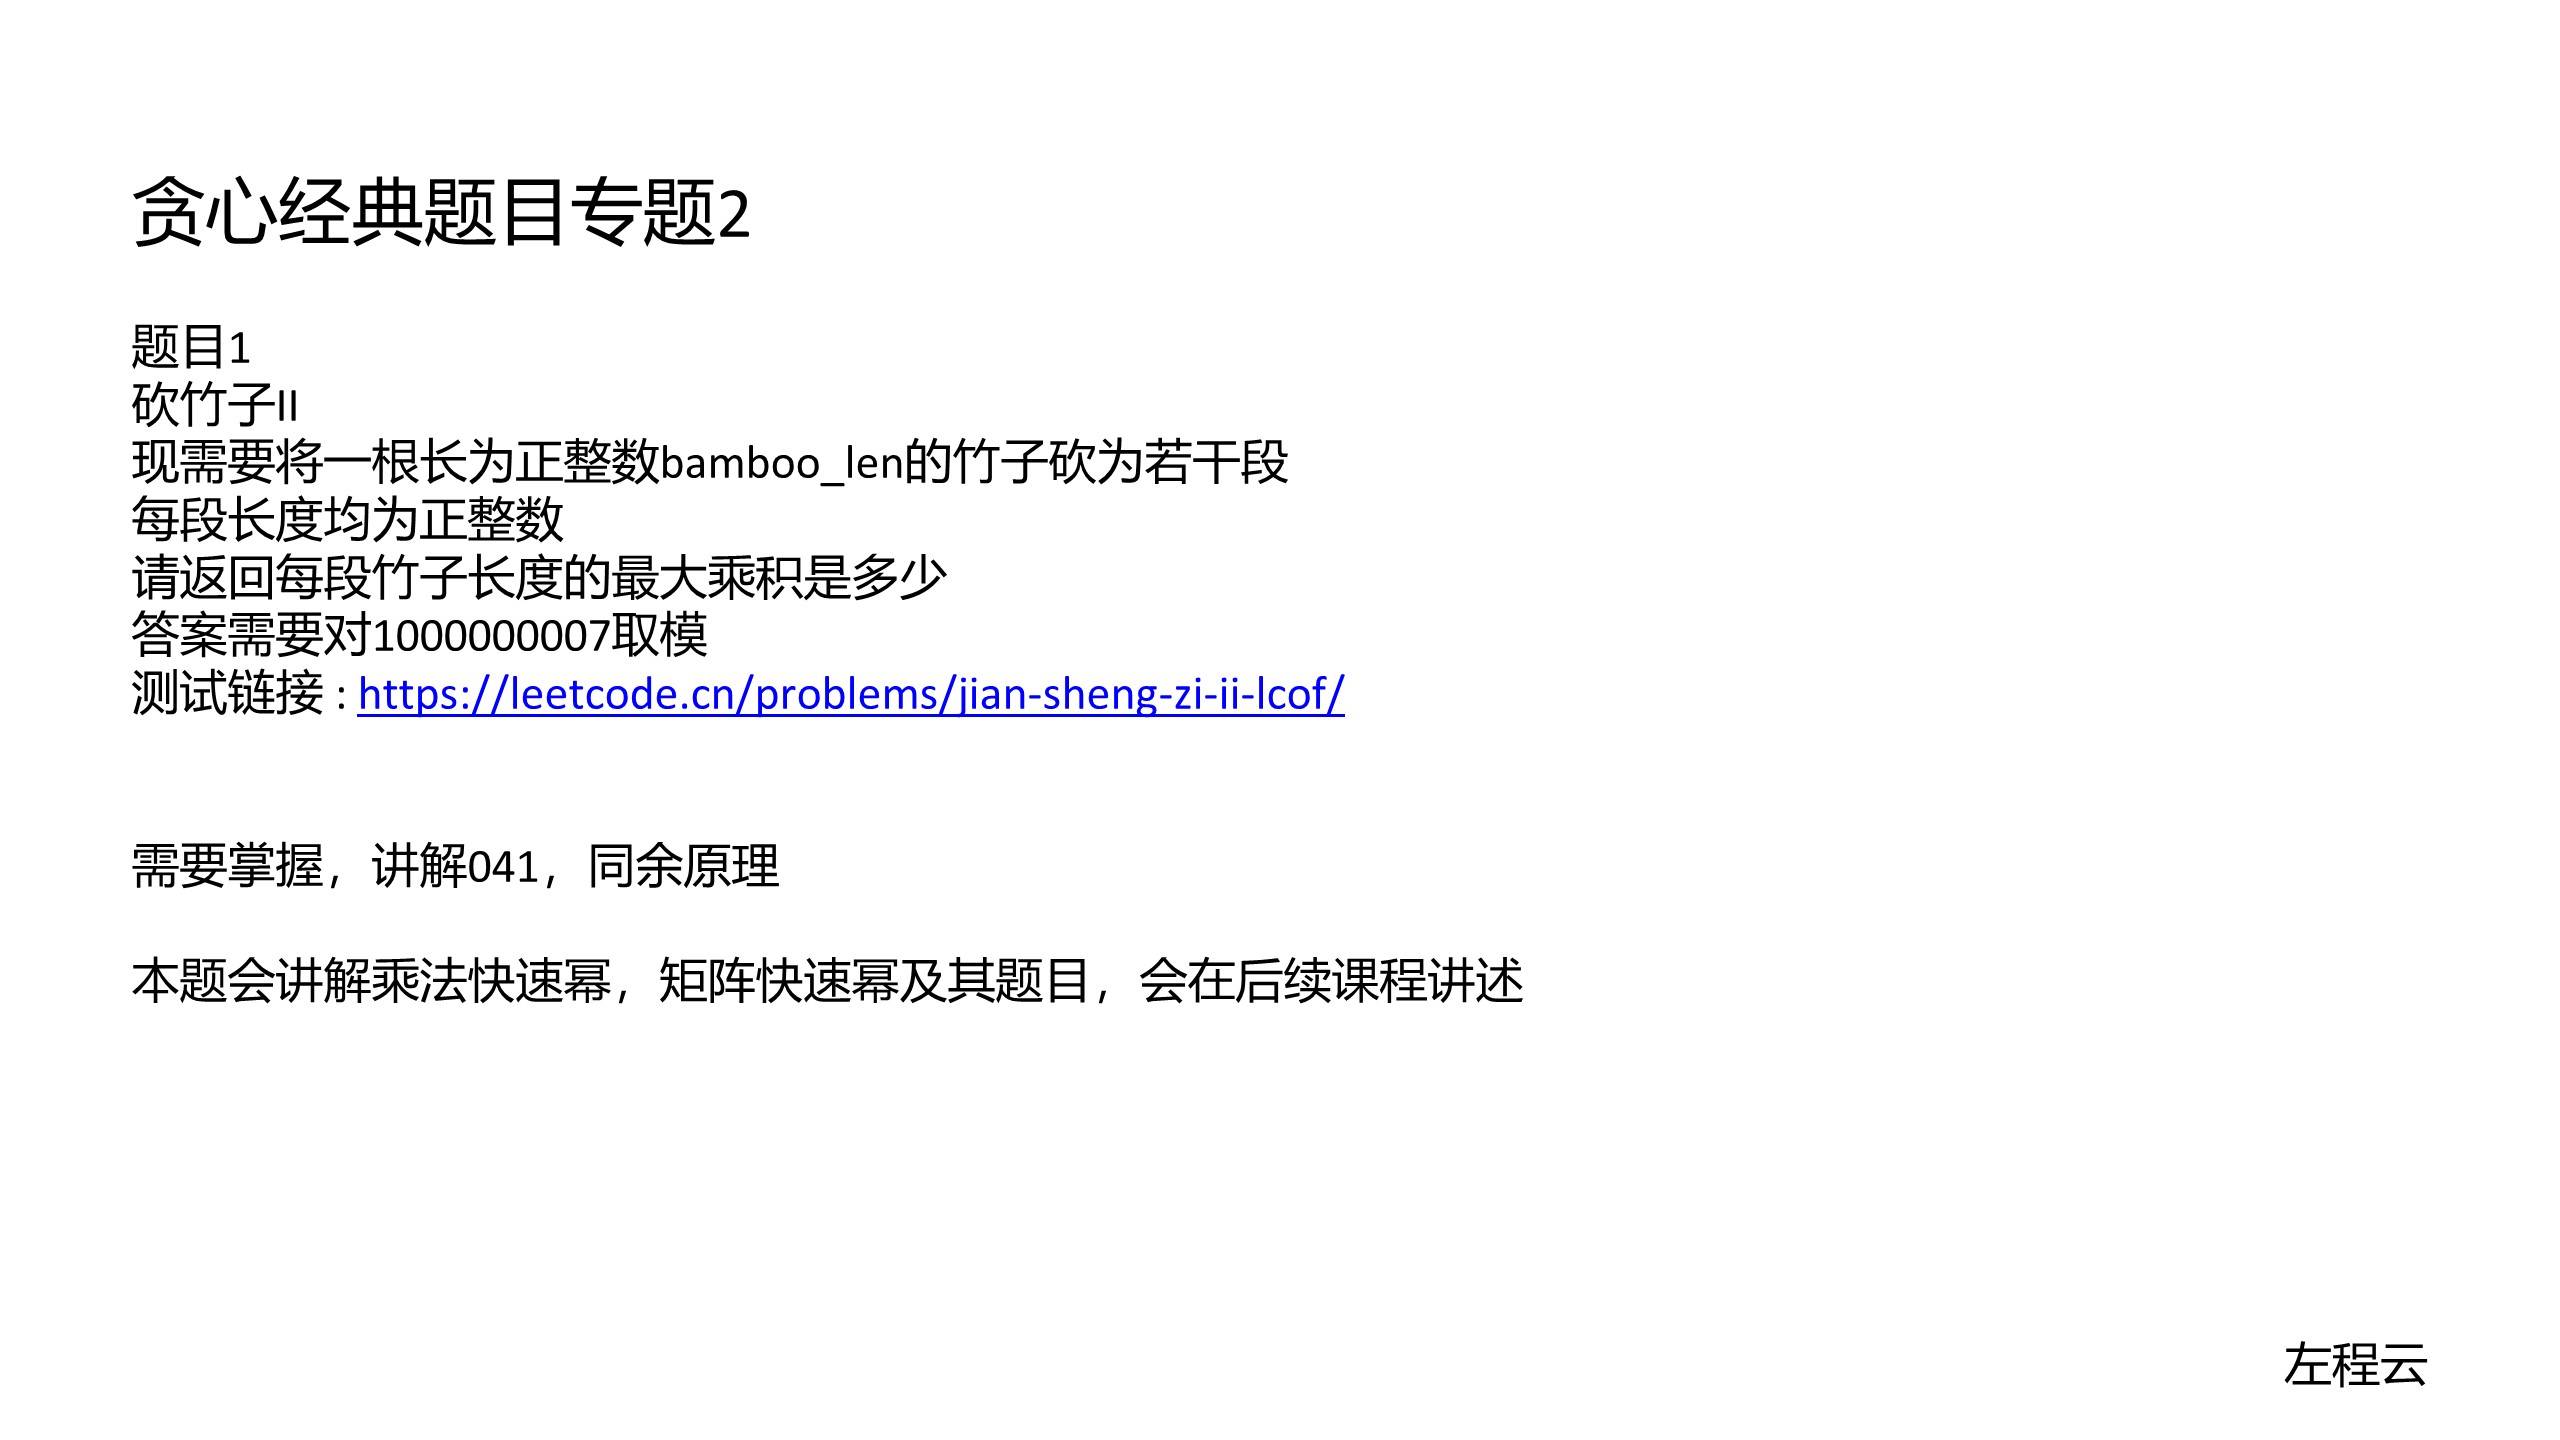 贪心经典题目专题2
题目1
砍竹子II
现需要将一根长为正整数bamboo_len的竹子砍为若干段
每段长度均为正整数
请返回每段竹子长度的最大乘积是多少
答案需要对1000000007取模
测试链接 : https://leetcode.cn/problems/jian-sheng-zi-ii-lcof/
需要掌握，讲解041，同余原理
本题会讲解乘法快速幂，矩阵快速幂及其题目，会在后续课程讲述
左程云